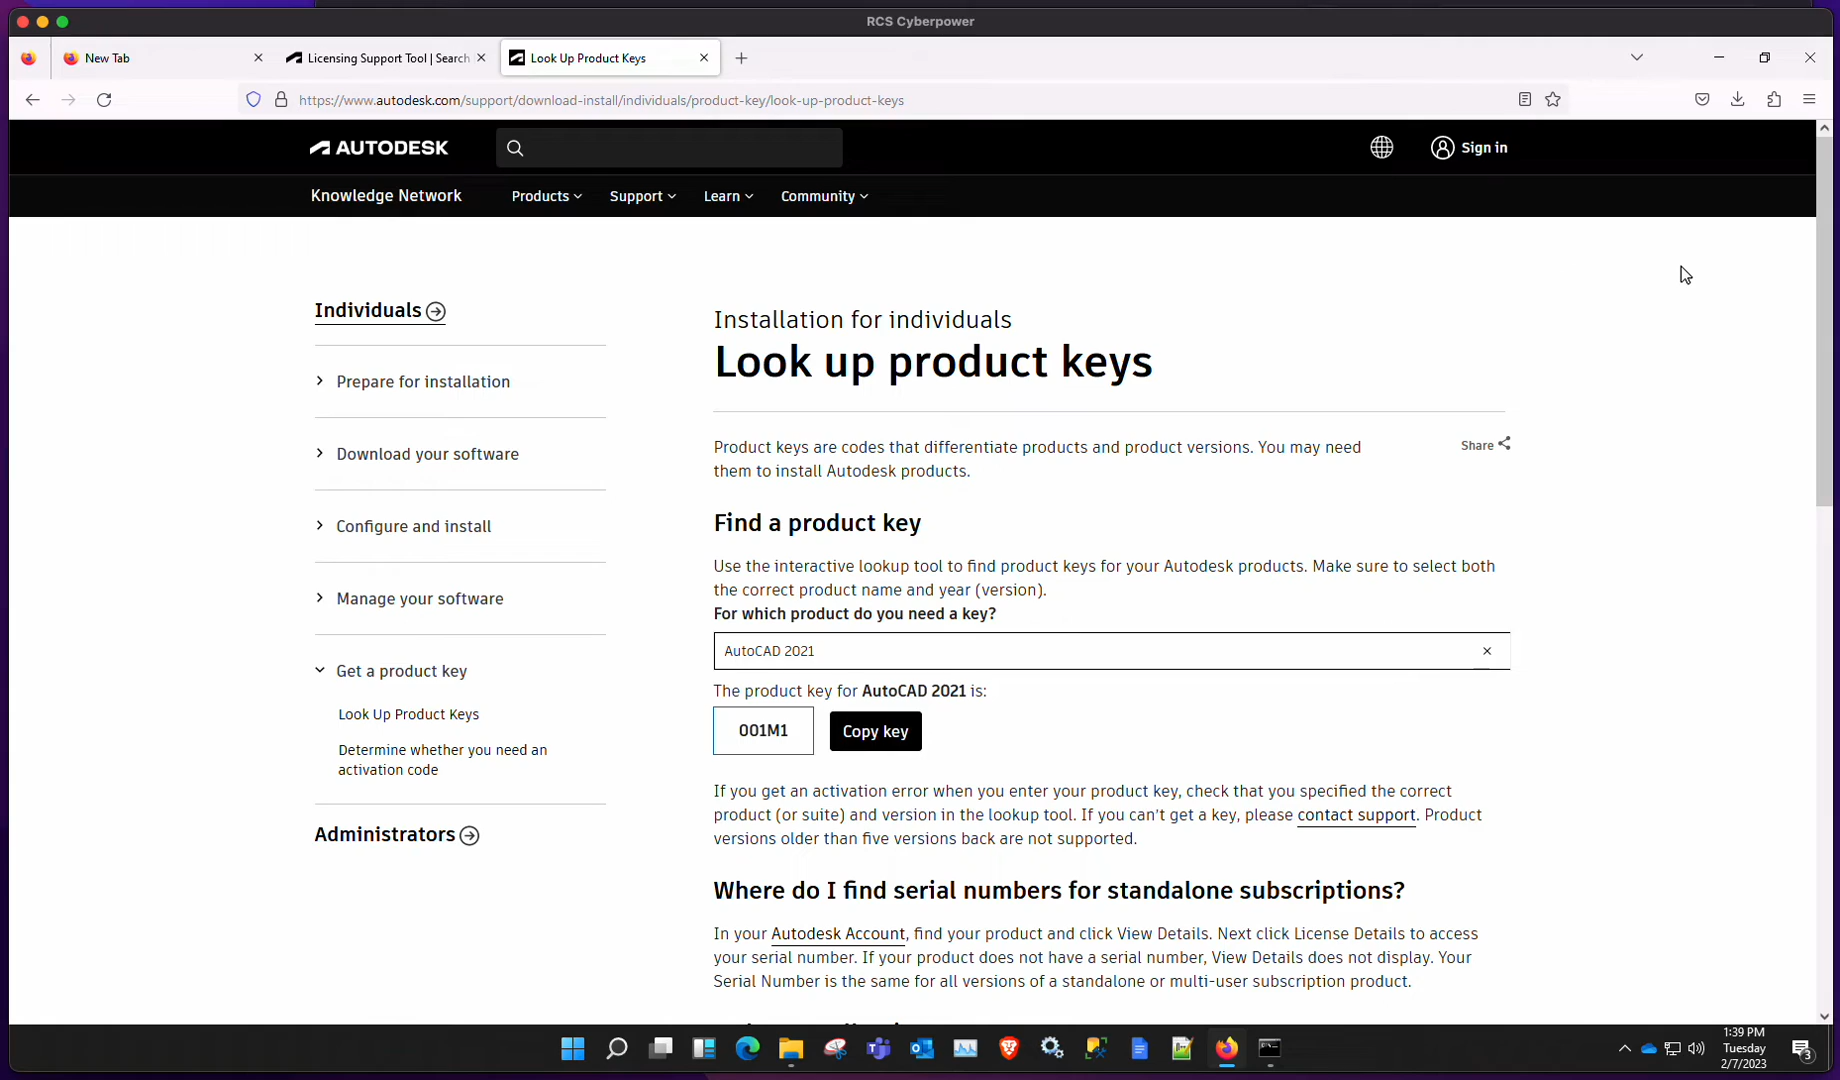 RCS Cyberpower
New Tab
Licensing Support Tool | Search
Look Up Product Keys
https://www.autodesk.com/support/download-install/individuals/product-key/look-up-product-keys
AUTODESK
Sign in
Knowledge Network
Products
Support
Learn
Community
Individuals
Prepare for installation
Download your software
Configure and install
Manage your software
Get a product key
Look Up Product Keys
Determine whether you need an
activation code
Administrators
Installation for individuals
Look up product keys
Product keys are codes that differentiate products and product versions. You may need
them to install Autodesk products.
Share
Find a product key
Use the interactive lookup tool to find product keys for your Autodesk products. Make sure to select both
the correct product name and year (version).
For which product do you need a key?
AutoCAD 2021
The product key for AutoCAD 2021 is:
001M1
Copy key
If you get an activation error when you enter your product key, check that you specified the correct
product (or suite) and version in the lookup tool. If you can't get a key, please contact support. Product
versions older than five versions back are not supported.
Where do I find serial numbers for standalone subscriptions?
In your Autodesk Account, find your product and click View Details. Next click License Details to access
your serial number. If your product does not have a serial number, View Details does not display. Your
Serial Number is the same for all versions of a standalone or multi-user subscription product.
1:39 PM
Tuesday
2/7/2023
3